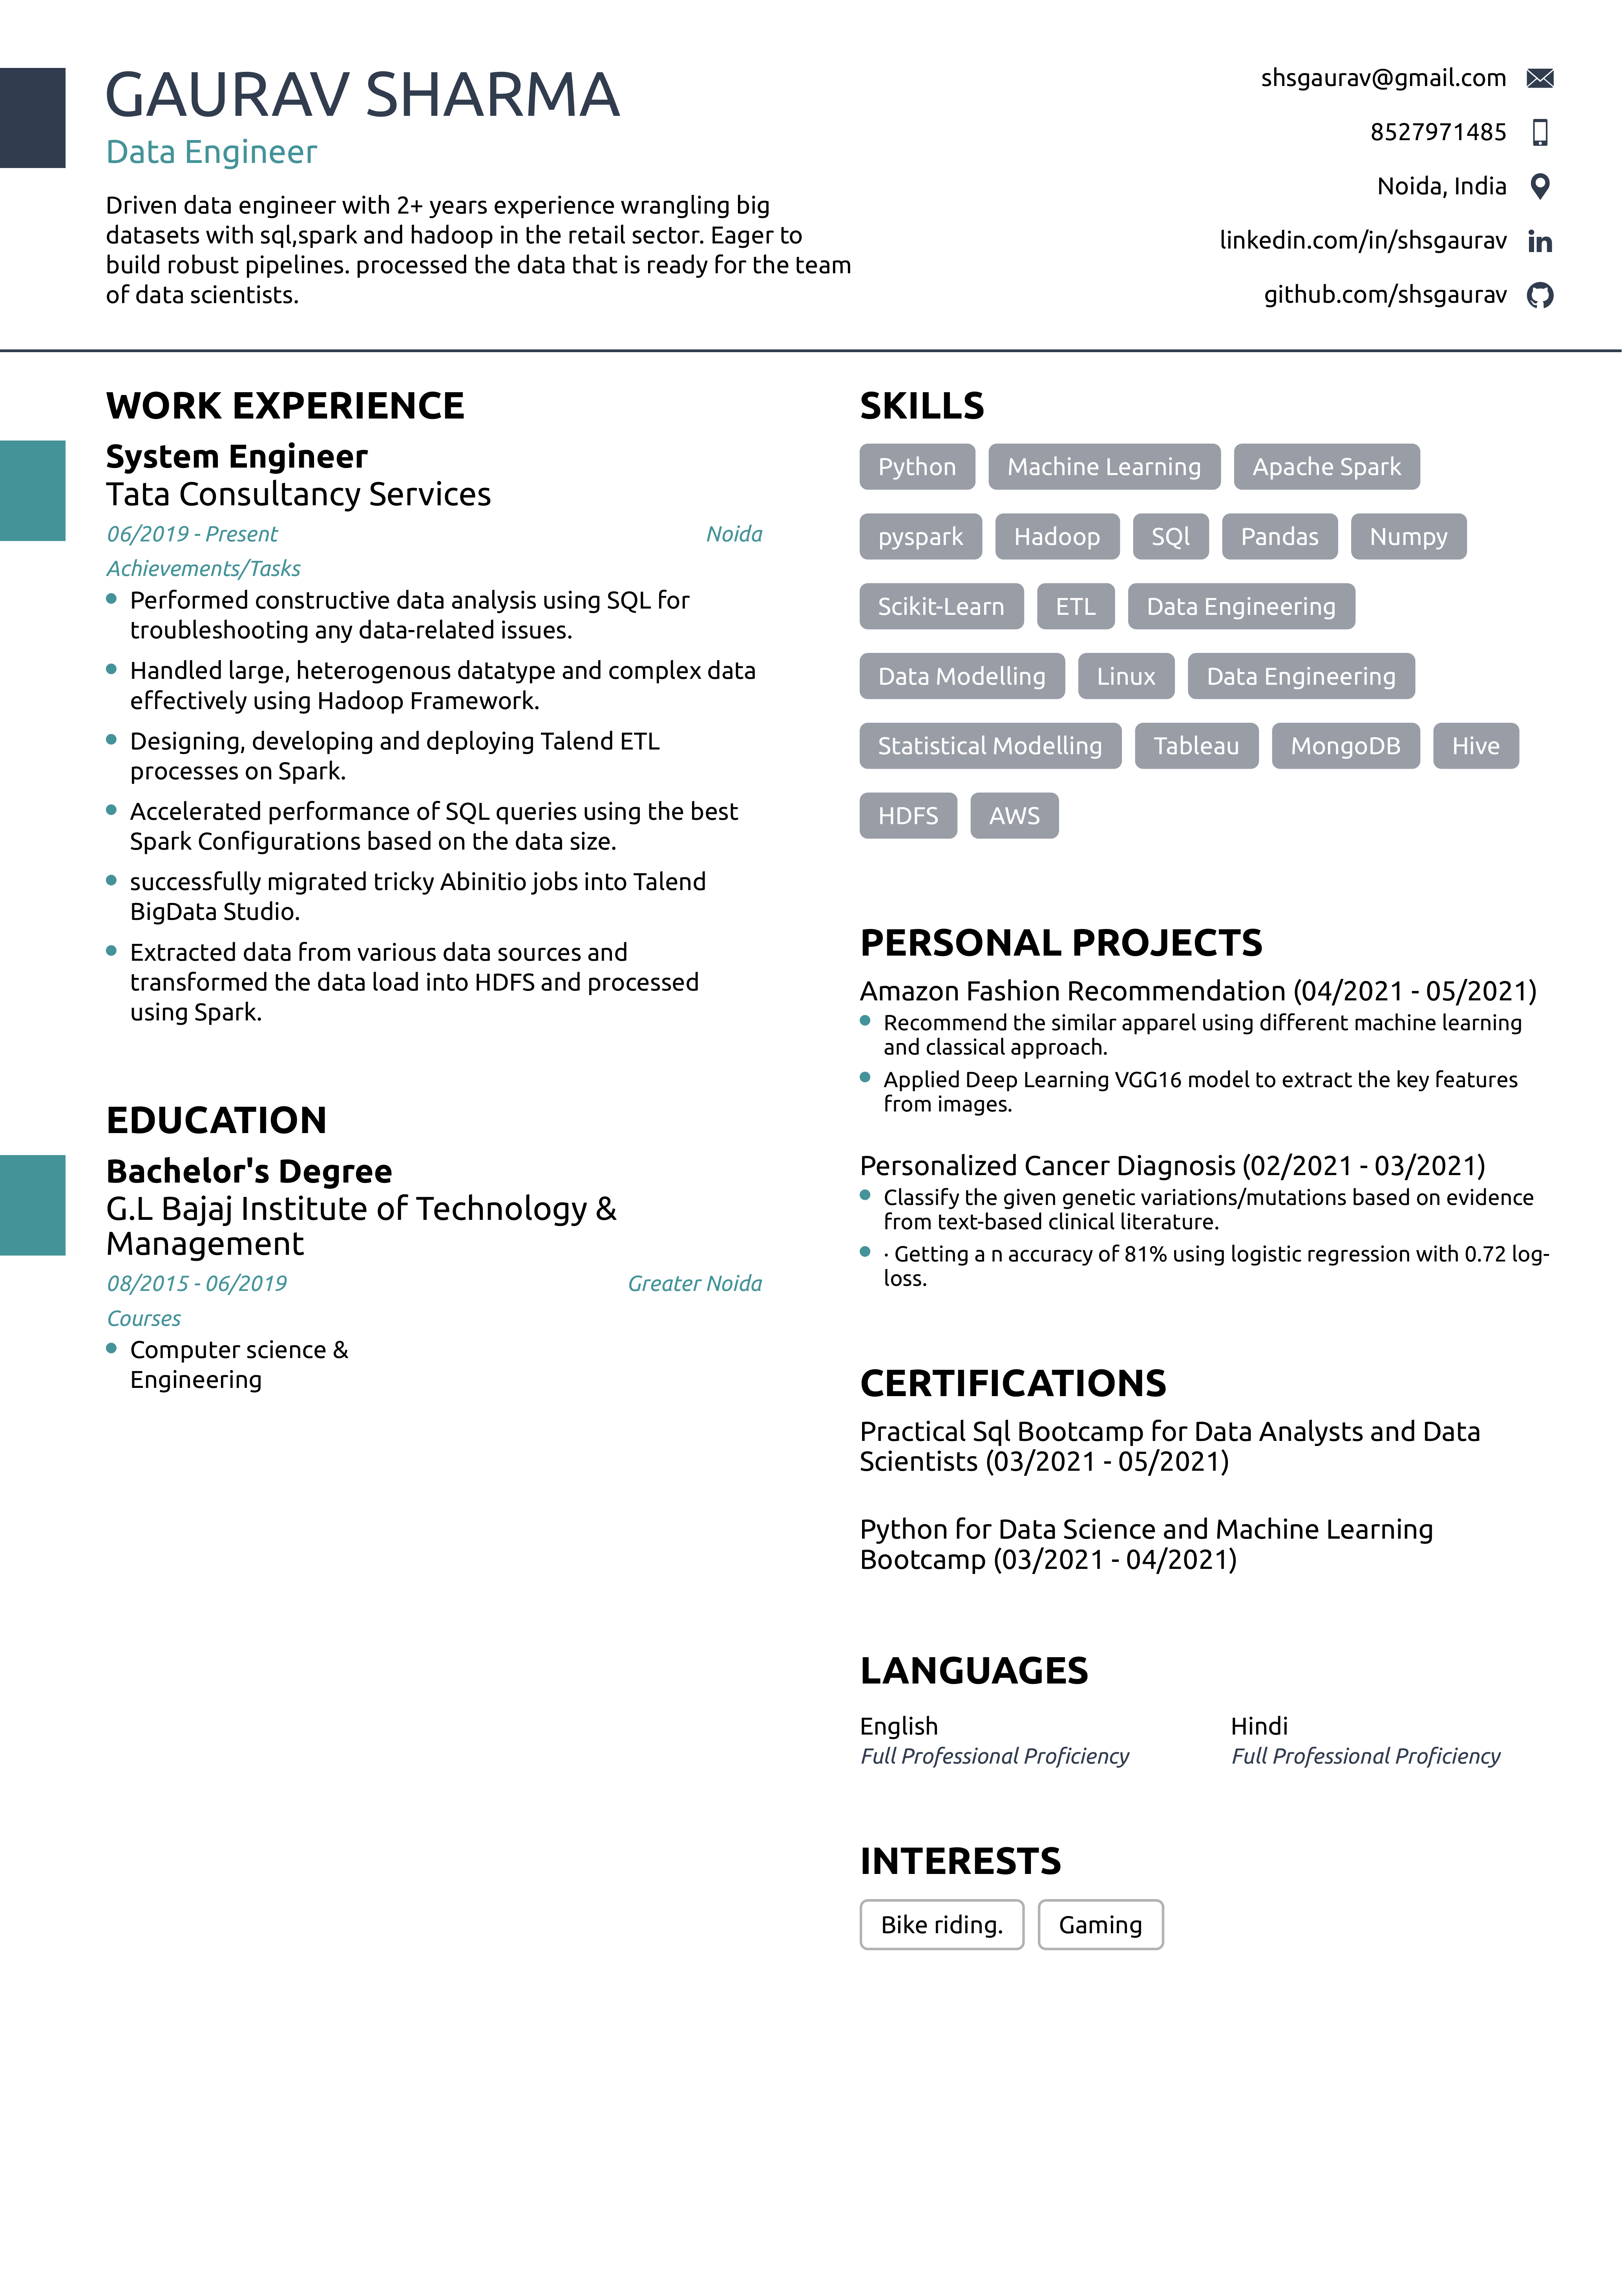 GAURAV SHARMA
Data Engineer
Driven data engineer with 2+ years experience wrangling big
datasets with sql,spark and hadoop in the retail sector. Eager to
build robust pipelines. processed the data that is ready for the team
of data scientists.
shsgaurav@gmail.com
8527971485
Noida, India
linkedin.com/in/shsgaurav
github.com/shsgaurav
WORK EXPERIENCE
System Engineer
Tata Consultancy Services
06/2019 - Present Noida
Achievements/Tasks
Performed constructive data analysis using SQL for
troubleshooting any data-related issues.
Handled large, heterogenous datatype and complex data
effectively using Hadoop Framework.
Designing, developing and deploying Talend ETL
processes on Spark.
Accelerated performance of SQL queries using the best
Spark Configurations based on the data size.
successfully migrated tricky Abinitio jobs into Talend
BigData Studio.
Extracted data from various data sources and
transformed the data load into HDFS and processed
using Spark.
EDUCATION
Bachelor's Degree
G.L Bajaj Institute of Technology &
Management
08/2015 - 06/2019 Greater Noida
Courses
Computer science &
Engineering
SKILLS
Python Machine Learning Apache Spark
pyspark Hadoop SQl Pandas Numpy
Scikit-Learn ETL Data Engineering
Data Modelling Linux Data Engineering
Statistical Modelling Tableau MongoDB Hive
HDFS AWS
PERSONAL PROJECTS
Amazon Fashion Recommendation (04/2021 - 05/2021)
Recommend the similar apparel using different machine learning
and classical approach.
Applied Deep Learning VGG16 model to extract the key features
from images.
Personalized Cancer Diagnosis (02/2021 - 03/2021)
Classify the given genetic variations/mutations based on evidence
from text-based clinical literature.
· Getting a n accuracy of 81% using logistic regression with 0.72 log-
loss.
CERTIFICATIONS
Practical Sql Bootcamp for Data Analysts and Data
Scientists (03/2021 - 05/2021)
Python for Data Science and Machine Learning
Bootcamp (03/2021 - 04/2021)
LANGUAGES
English Hindi
Full Professional Proficiency Full Professional Proficiency
INTERESTS
Bike riding. Gaming